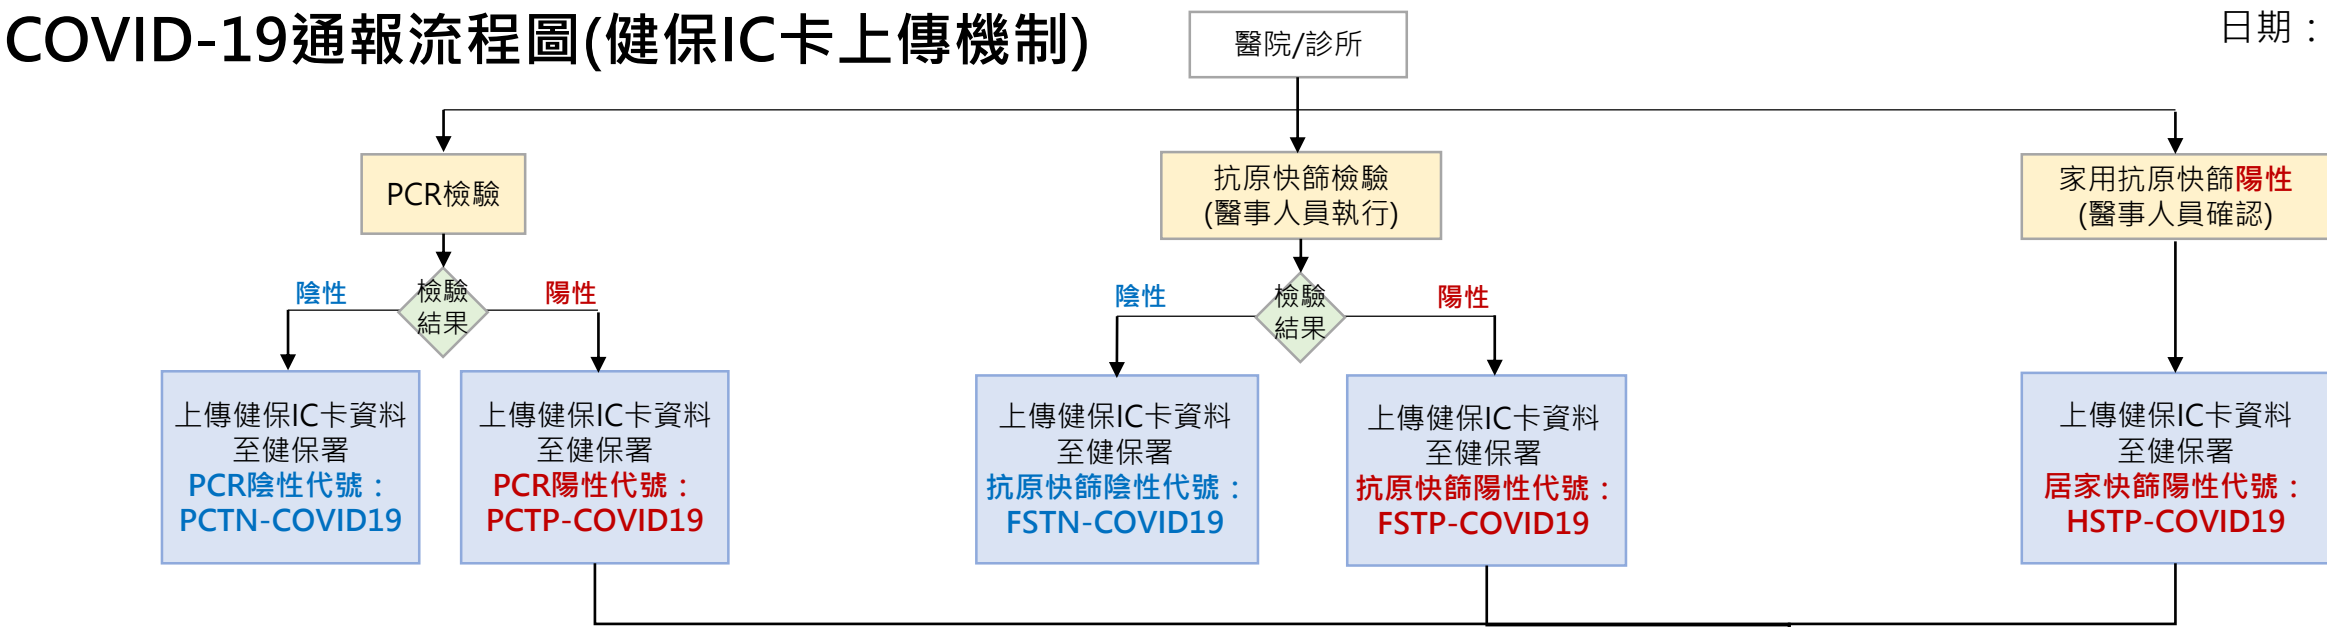 COVID-19通報流程圖(健保IC卡上傳機制)
醫院/診所
日期：
PCR檢驗
抗原快篩檢驗
(醫事人員執行)
家用抗原快篩陽性
(醫事人員確認)
陰性
檢驗
結果
陽性
陰性
檢驗
結果
陽性
上傳健保IC卡資料
至健保署
PCR陰性代號：
PCTN-COVID19
上傳健保IC卡資料
至健保署
PCR陽性代號：
PCTP-COVID19
上傳健保IC卡資料
至健保署
抗原快篩陰性代號：
FSTN-COVID19
上傳健保IC卡資料
至健保署
抗原快篩陽性代號：
FSTP-COVID19
上傳健保IC卡資料
至健保署
居家快篩陽性代號：
HSTP-COVID19